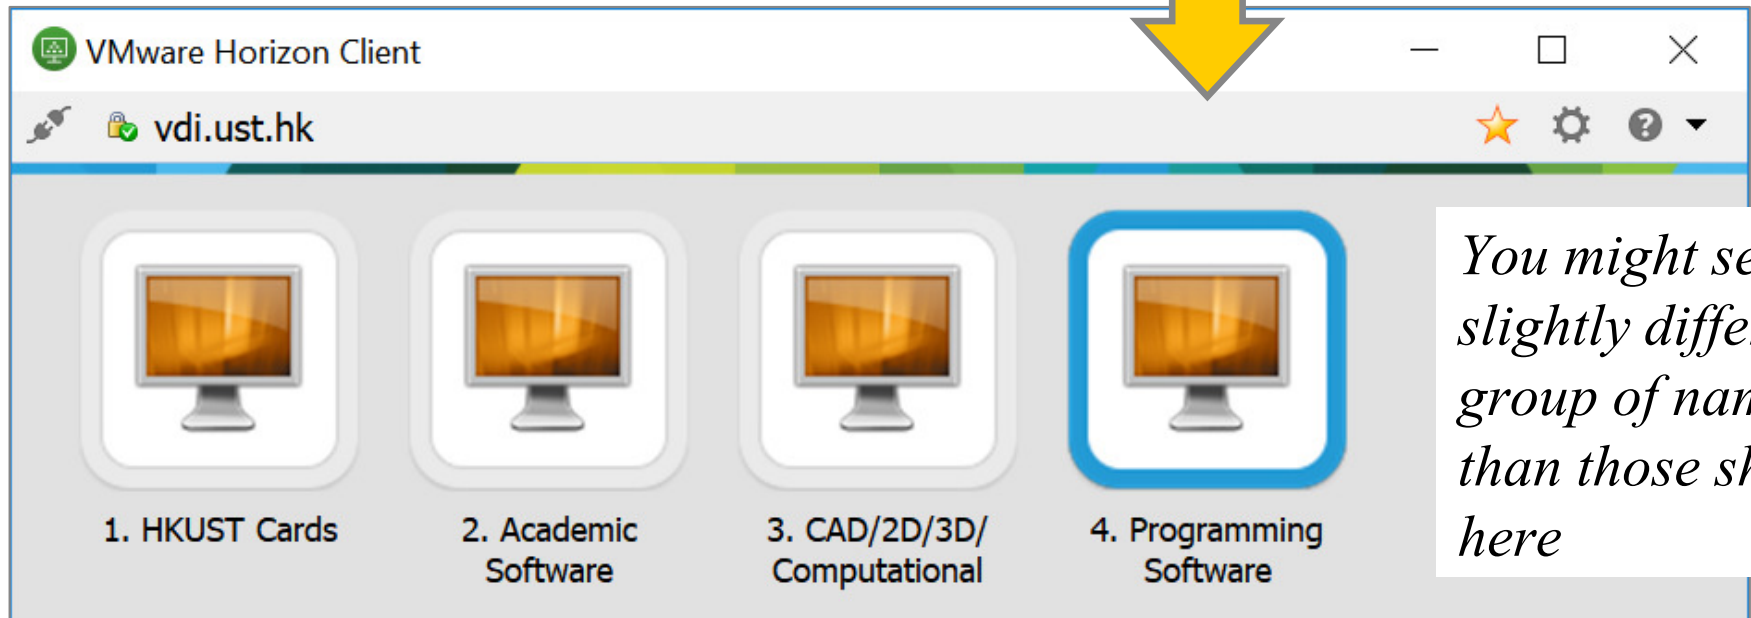 VMware Horizon Client
vdi.ust.hk
1. HKUST Cards
2. Academic
Software
3. CAD/2D/3D/
Computational
4. Programming
Software
You might se
slightly diffe
group of nam
than those sh
here